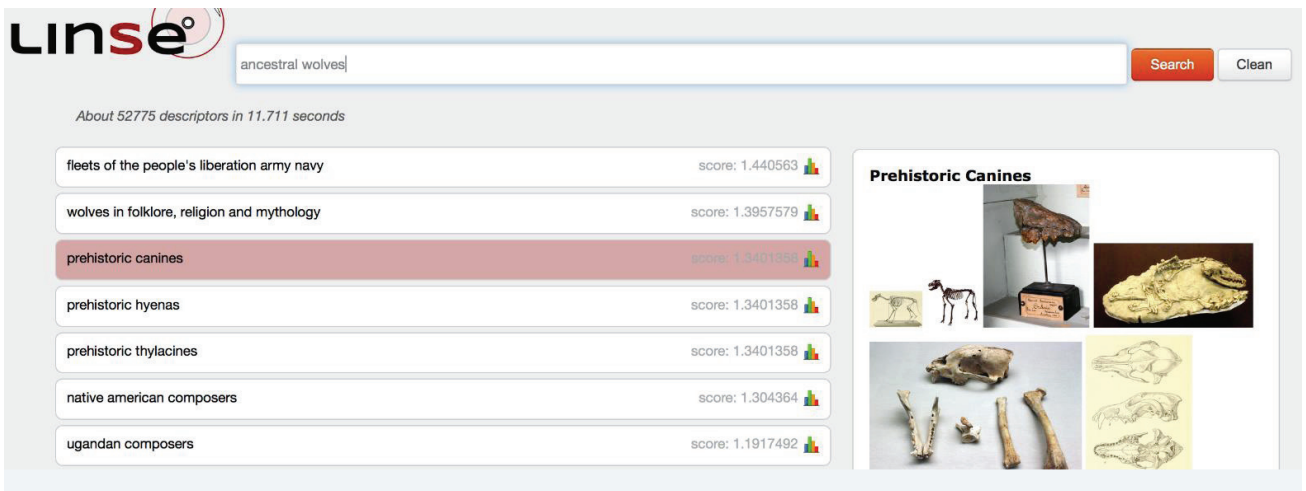 Linse
ancestral wolves
Search
Clean
About 52775 descriptors in 11.711 seconds
fleets of the people's liberation army navy
score: 1.440563
wolves in folklore, religion and mythology
score: 1.3957579
prehistoric canines
score: 1.3401358
prehistoric hyenas
score: 1.3401358
prehistoric thylacines
score: 1.3401358
native american composers
score: 1.304364
ugandan composers
score: 1.1917492
Prehistoric Canines